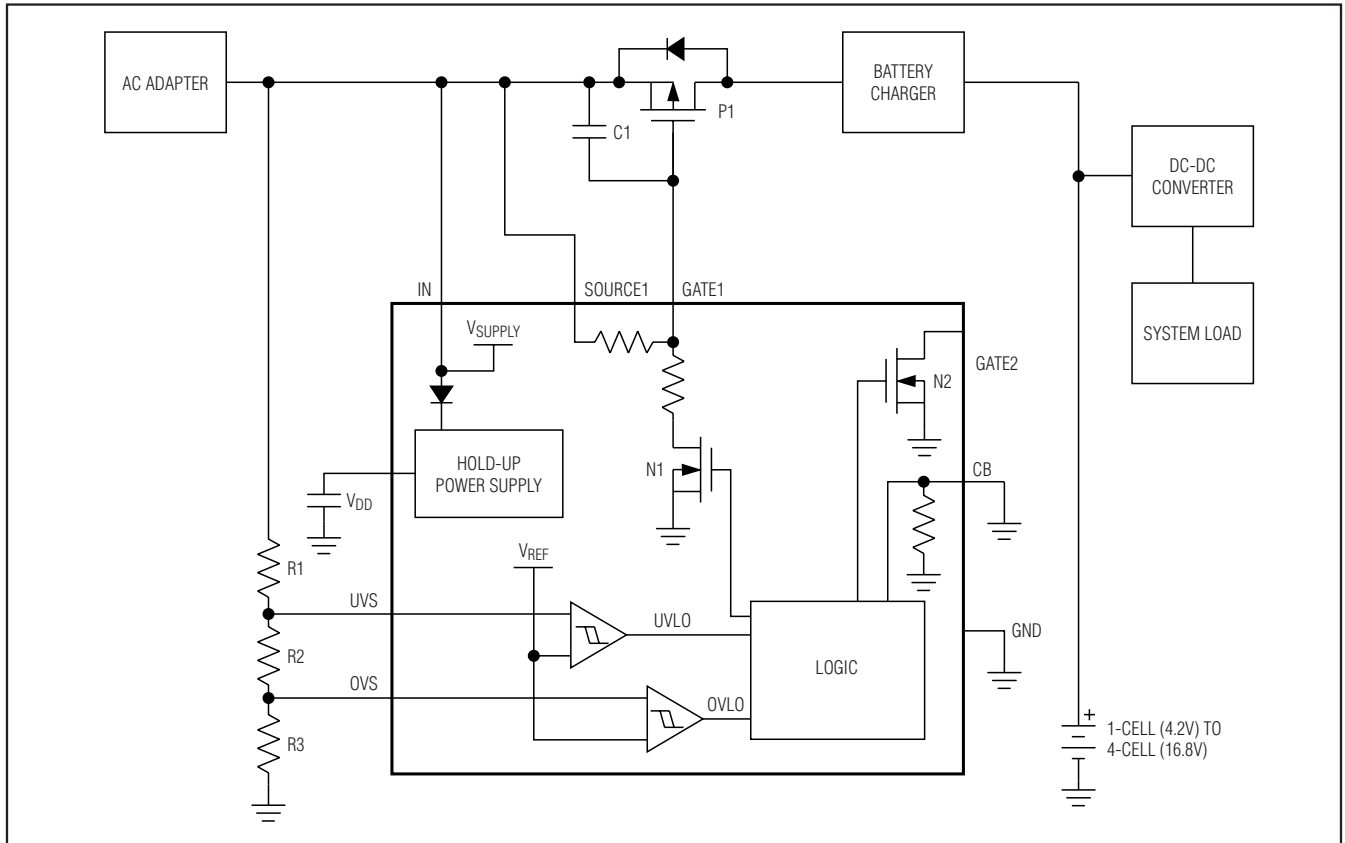 AC ADAPTER
BATTERY
CHARGER
P1
C1
DC-DC
CONVERTER
SYSTEM LOAD
IN
SOURCE1
GATE1
VSUPPLY
GATE2
N2
HOLD-UP
POWER SUPPLY
N1
CB
VDD
VREF
R1
UVS
UVLO
GND
R2
LOGIC
OVS
OVLO
R3
+
1-CELL (4.2V) TO
4-CELL (16.8V)